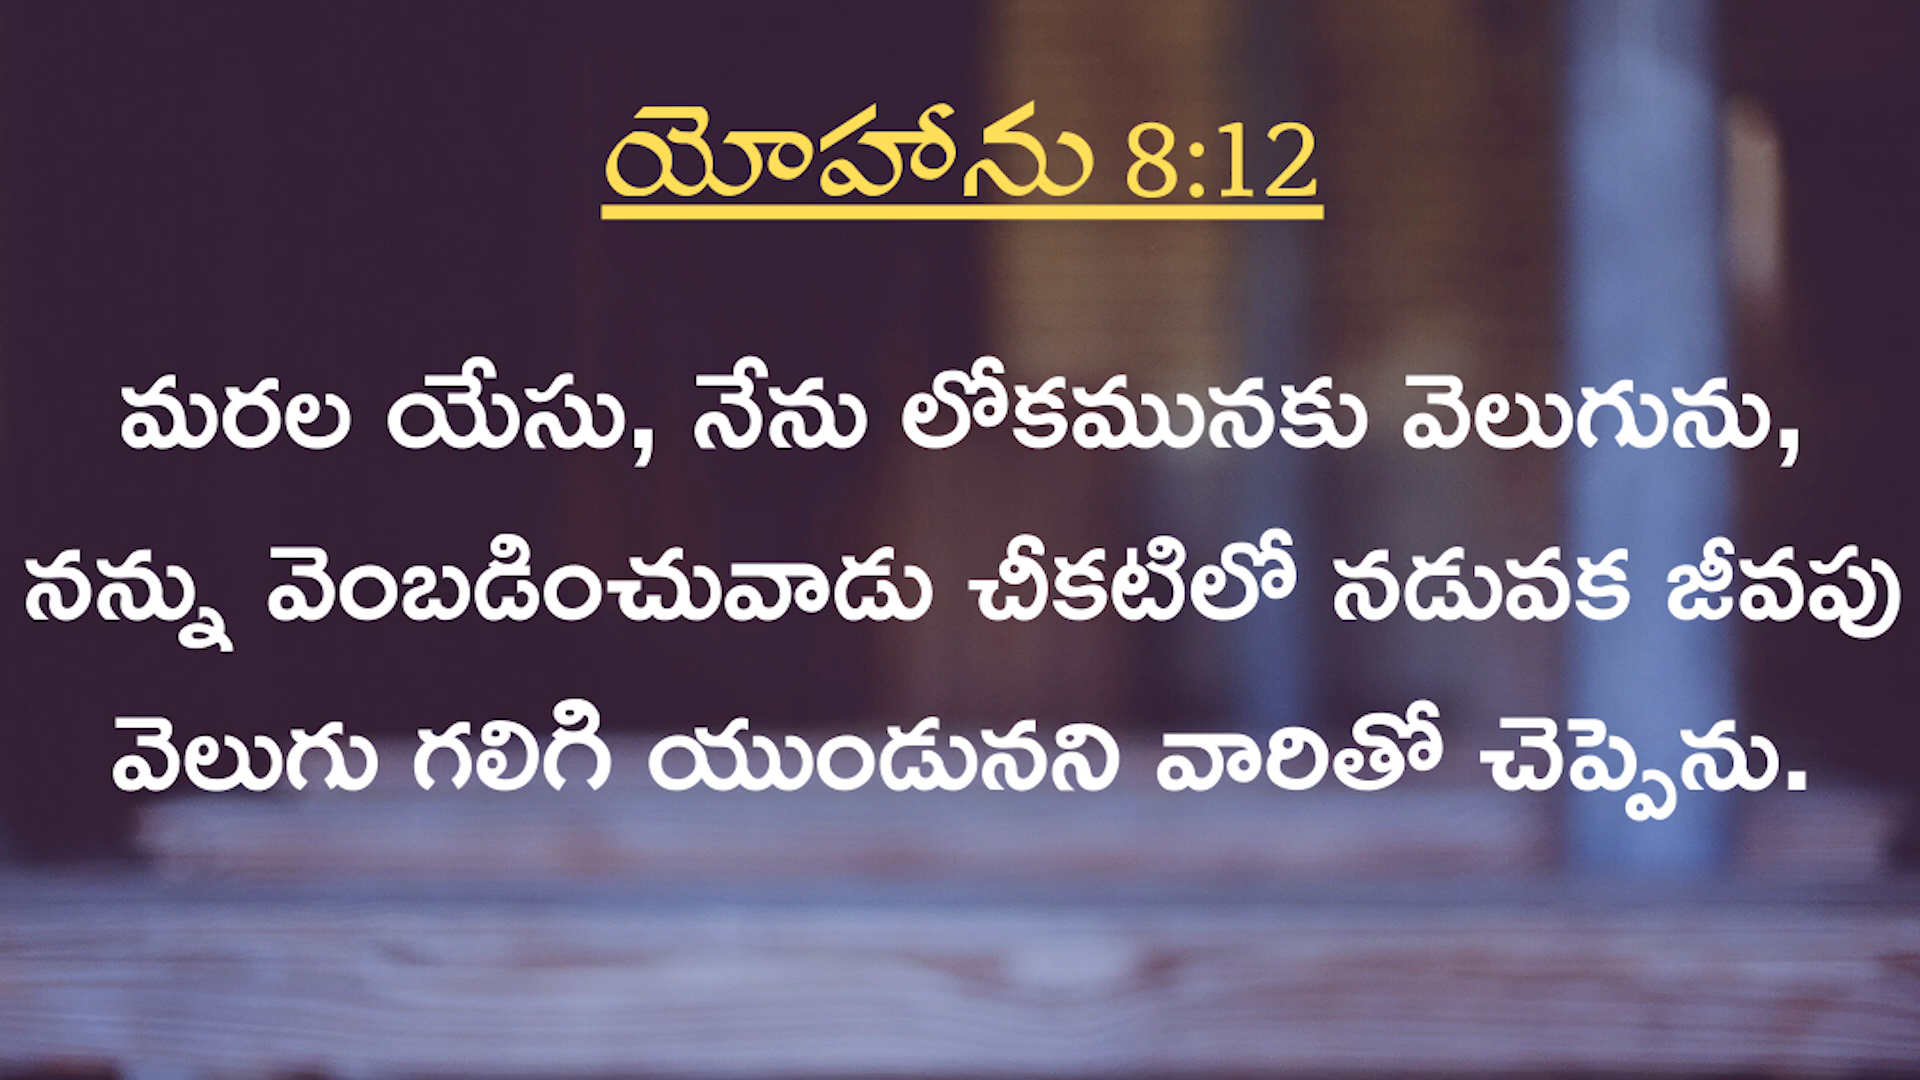 యోహాను 8:12
మరల యేసు, నేను లోకమునకు వెలుగును,
నన్ను వెంబడించువాడు చీకటిలో నడువక జీవపు
వెలుగు గలిగి యుండునని వారితో చెప్పెను.